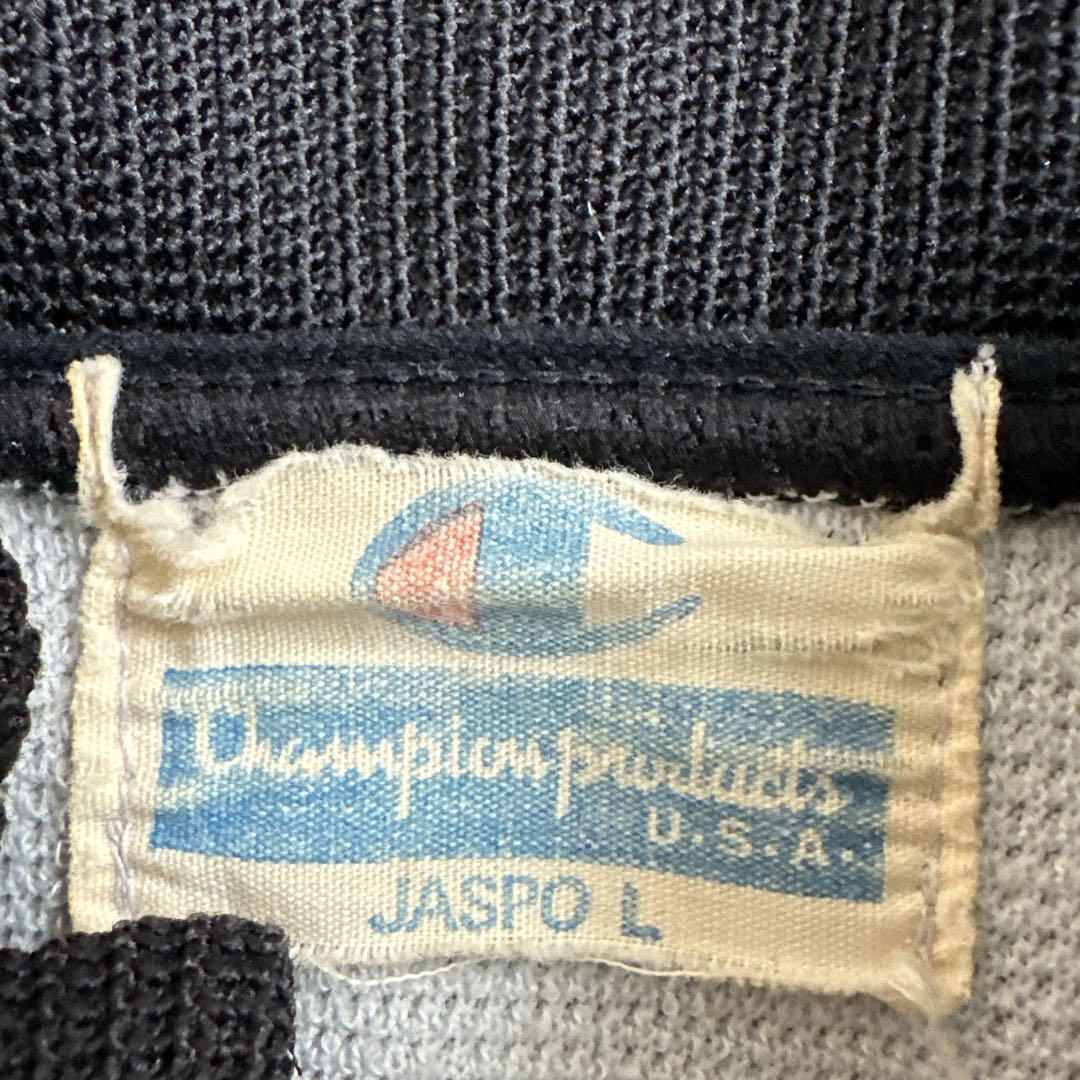 Champion products
U.S.A.
JASPO L